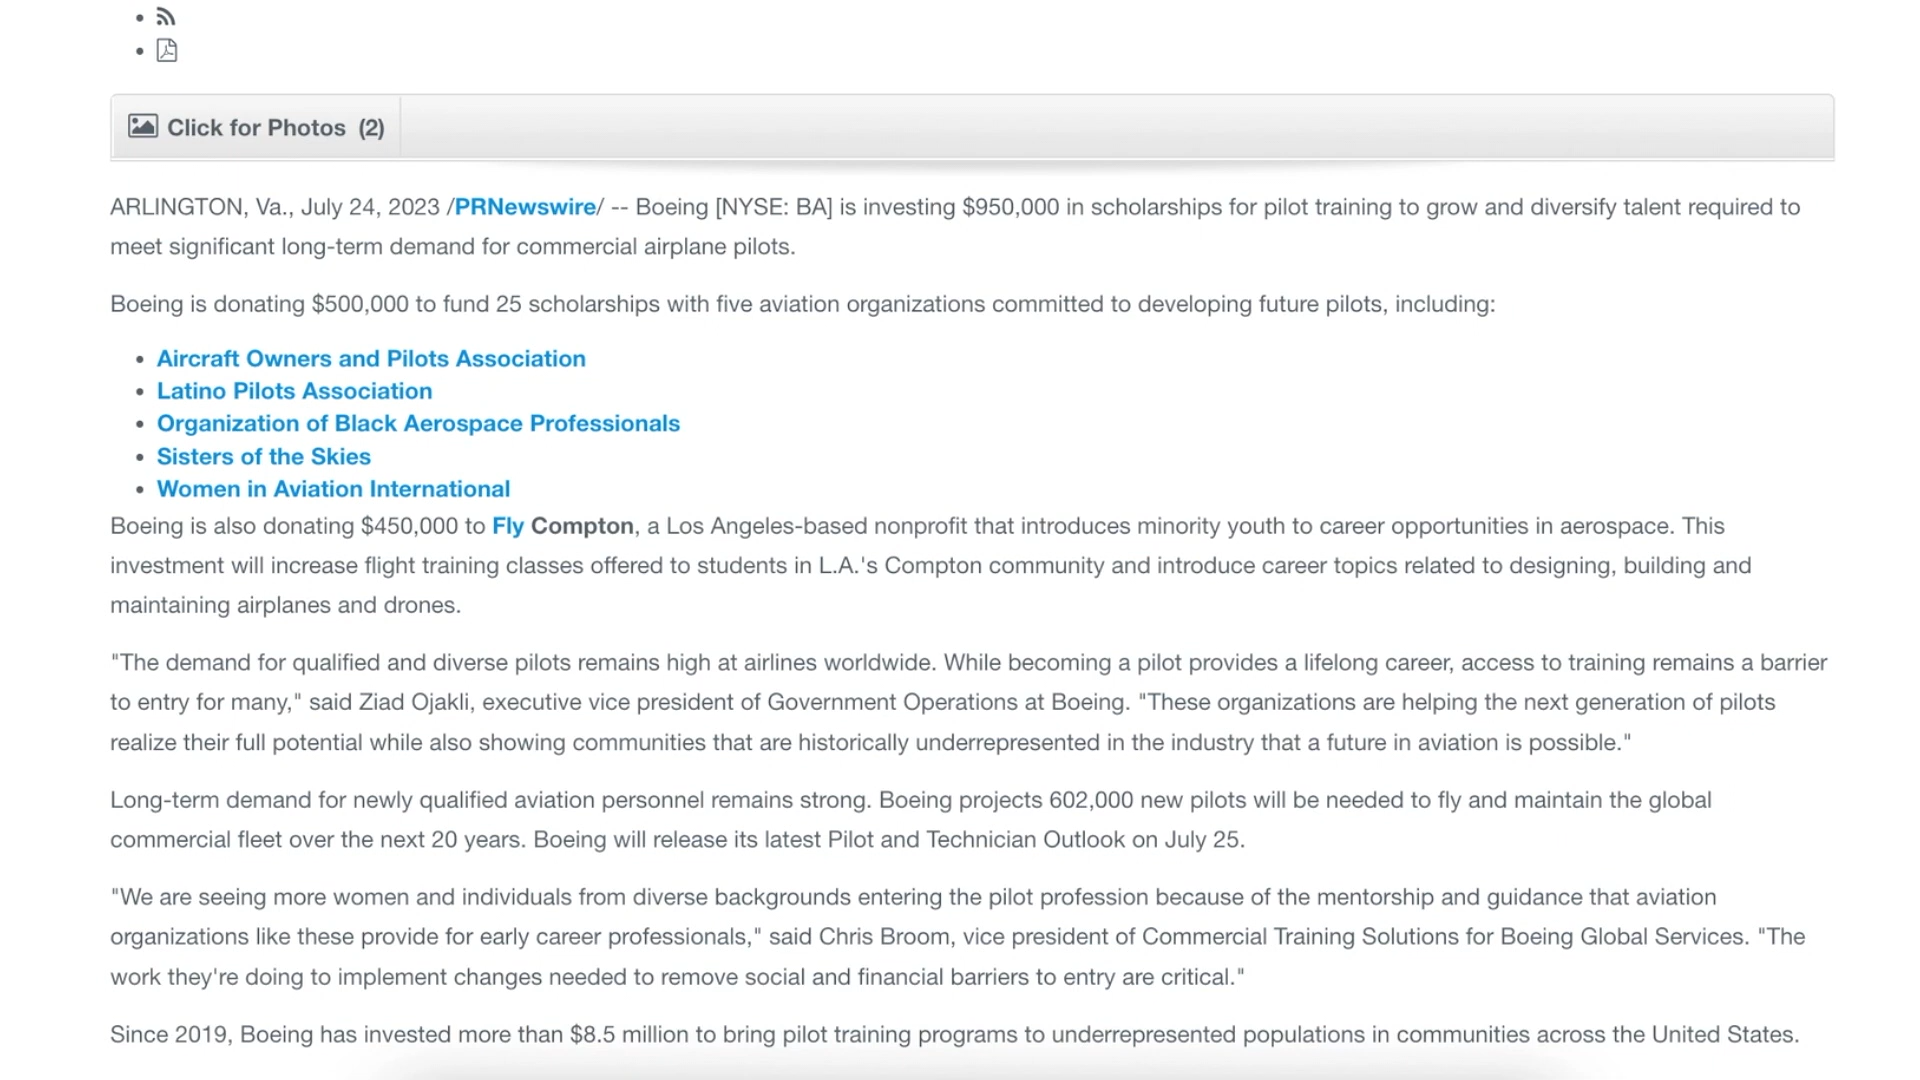 Click for Photos (2)
ARLINGTON, Va., July 24, 2023 /PRNewswire/ -- Boeing [NYSE: BA] is investing $950,000 in scholarships for pilot training to grow and diversify talent required to
meet significant long-term demand for commercial airplane pilots.
Boeing is donating $500,000 to fund 25 scholarships with five aviation organizations committed to developing future pilots, including:
• Aircraft Owners and Pilots Association
• Latino Pilots Association
• Organization of Black Aerospace Professionals
• Sisters of the Skies
• Women in Aviation International
Boeing is also donating $450,000 to Fly Compton, a Los Angeles-based nonprofit that introduces minority youth to career opportunities in aerospace. This
investment will increase flight training classes offered to students in L.A.'s Compton community and introduce career topics related to designing, building and
maintaining airplanes and drones.
"The demand for qualified and diverse pilots remains high at airlines worldwide. While becoming a pilot provides a lifelong career, access to training remains a barrier
to entry for many," said Ziad Ojakli, executive vice president of Government Operations at Boeing. "These organizations are helping the next generation of pilots
realize their full potential while also showing communities that are historically underrepresented in the industry that a future in aviation is possible."
Long-term demand for newly qualified aviation personnel remains strong. Boeing projects 602,000 new pilots will be needed to fly and maintain the global
commercial fleet over the next 20 years. Boeing will release its latest Pilot and Technician Outlook on July 25.
"We are seeing more women and individuals from diverse backgrounds entering the pilot profession because of the mentorship and guidance that aviation
organizations like these provide for early career professionals," said Chris Broom, vice president of Commercial Training Solutions for Boeing Global Services. "The
work they're doing to implement changes needed to remove social and financial barriers to entry are critical."
Since 2019, Boeing has invested more than $8.5 million to bring pilot training programs to underrepresented populations in communities across the United States.